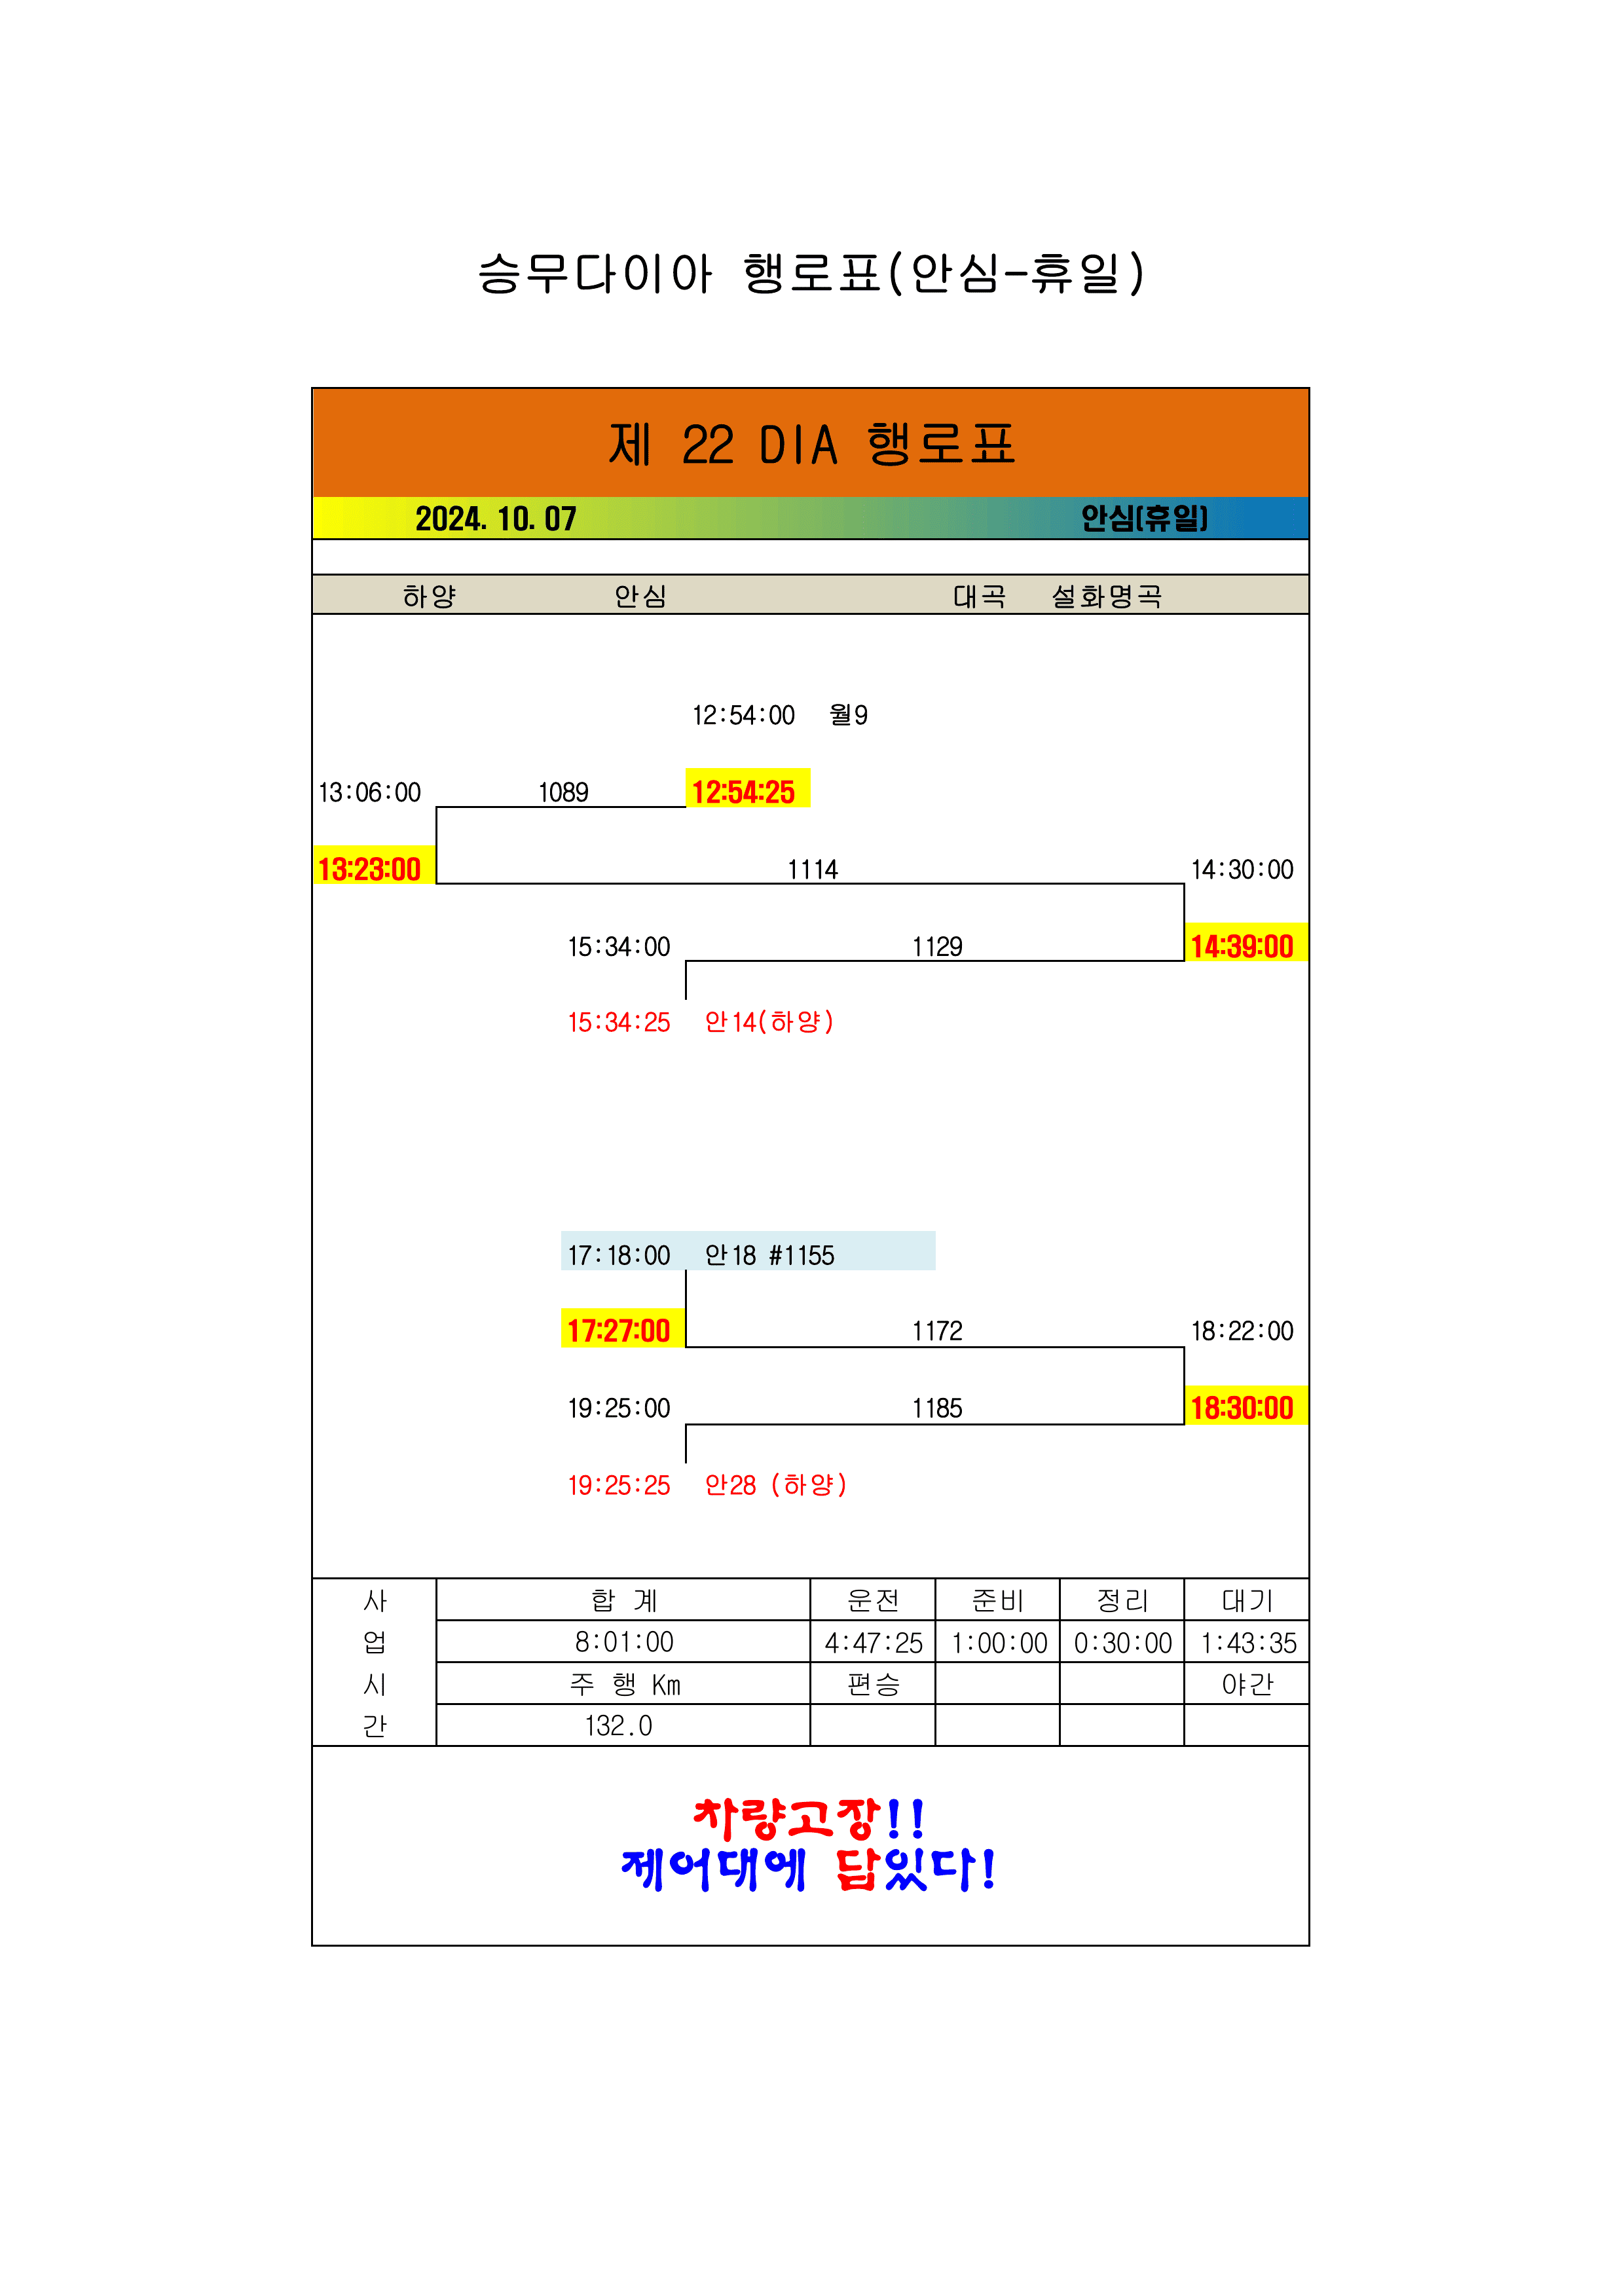 승무다이아 행로표(안심-휴일)
제 22 DIA 행로표
2024. 10. 07 안심(휴일)
하양 안심 대곡 설화명곡
12:54:00 월9
13:06:00 1089 12:54:25
13:23:00 1114 14:30:00
15:34:00 1129 14:39:00
15:34:25 안14(하양)
17:18:00 안18 #1155
17:27:00 1172 18:22:00
19:25:00 1185 18:30:00
19:25:25 안28 (하양)
사 합 계 운전 준비 정리 대기
업 8:01:00 4:47:25 1:00:00 0:30:00 1:43:35
시 주 행 Km 편승 야간
간 132.0
차량고장!!
제어대에 답있다!